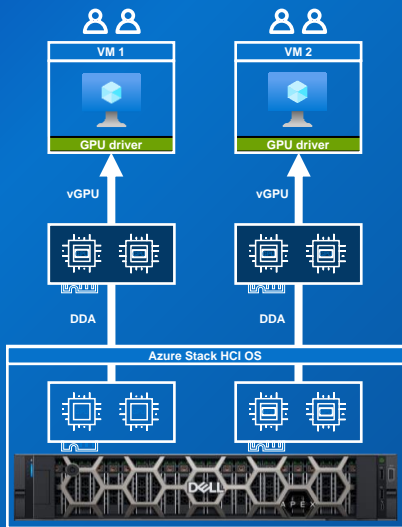 VM 1
VM 2
GPU driver
GPU driver
vGPU
vGPU
DDA
DDA
Azure Stack HCI OS
DELL
APEX